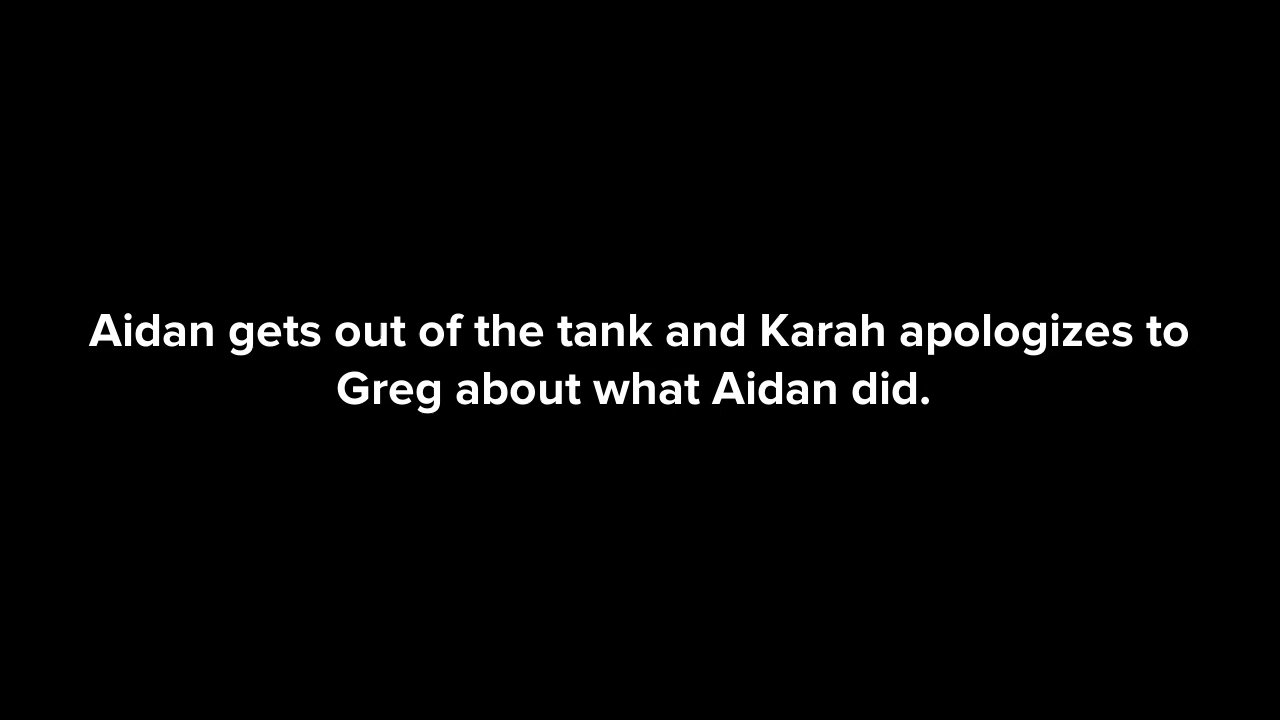 Aidan gets out of the tank and Karah apologizes to
Greg about what Aidan did.